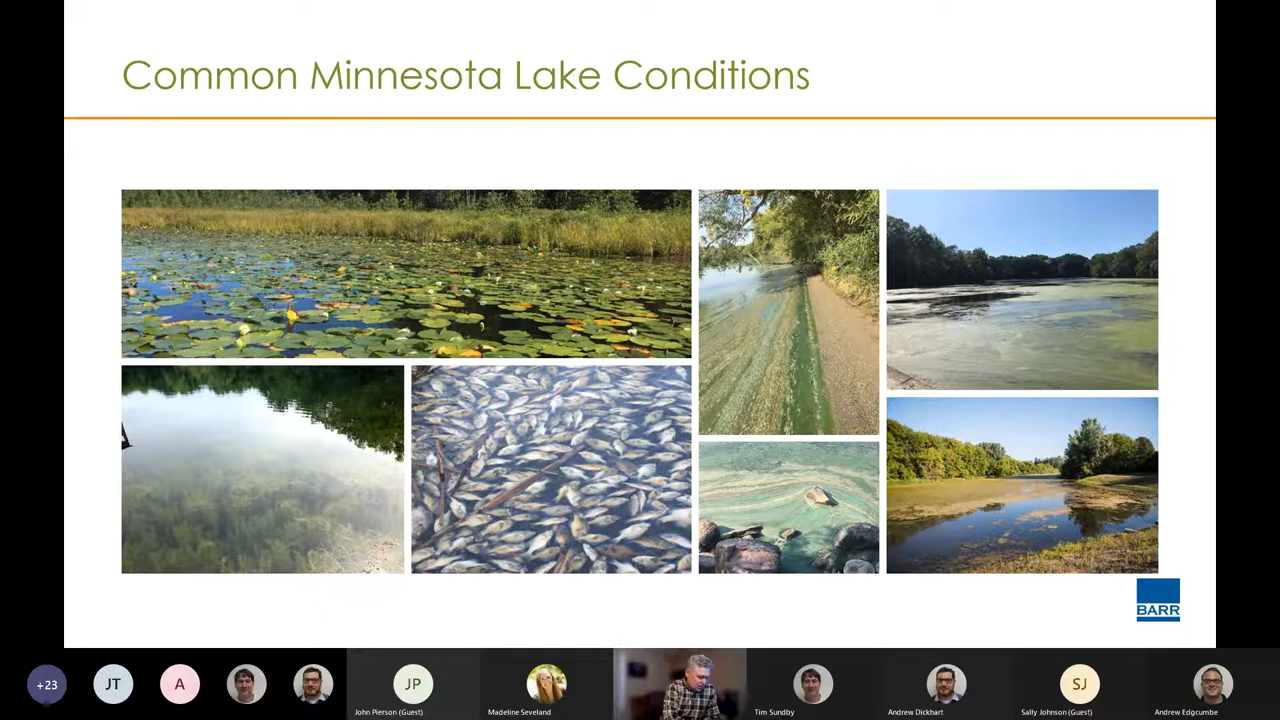 Common Minnesota Lake Conditions
BARR
+23
JT
A
JP
SJ
John Pierson (Guest)
Madeline Seveland
Tim Sundby
Andrew Dickhart
Sally Johnson (Guest)
Andrew Edgcumbe